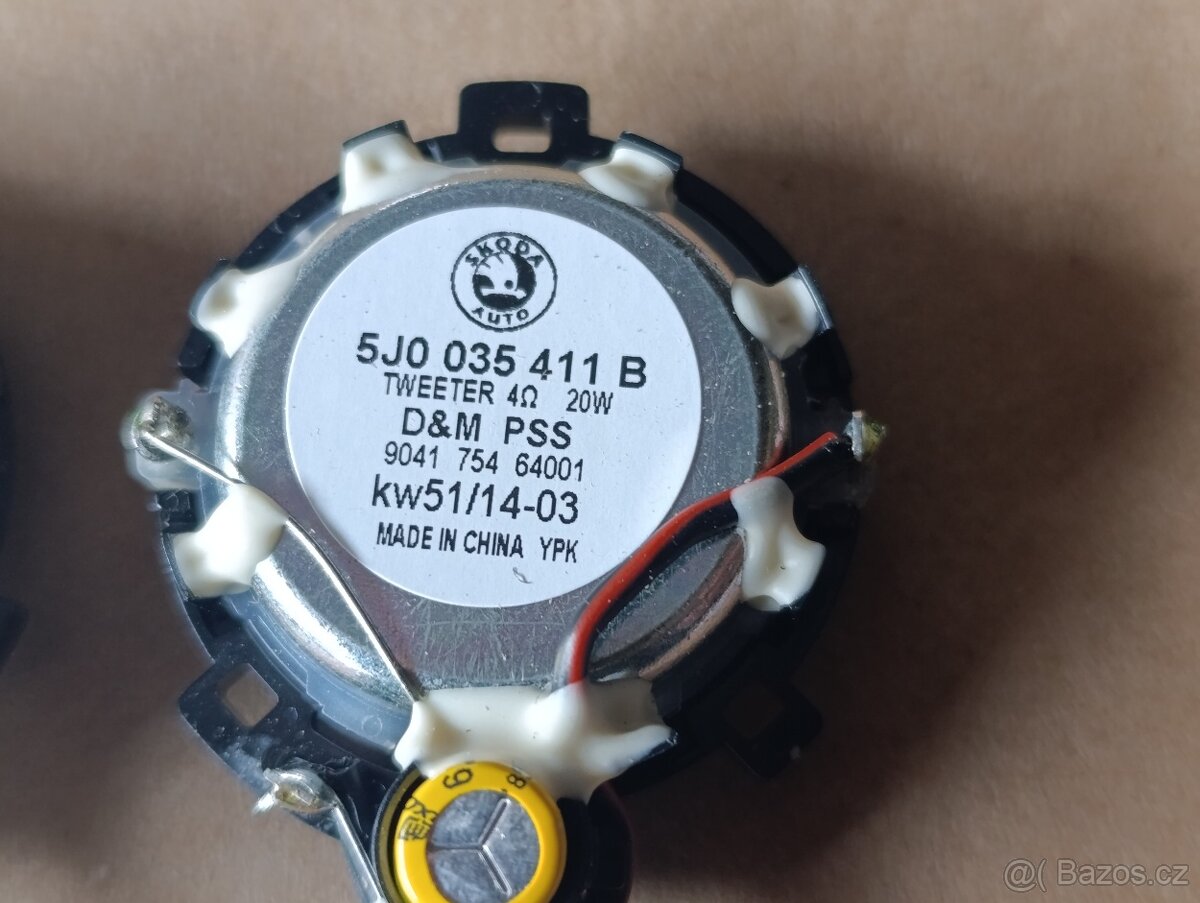 ŠKODA
AUTO
5J0 035 411 B
TWEETER 4Ω 20W
D&M PSS
9041 754 64001
kw51/14-03
MADE IN CHINA YPK
@( Bazos.cz